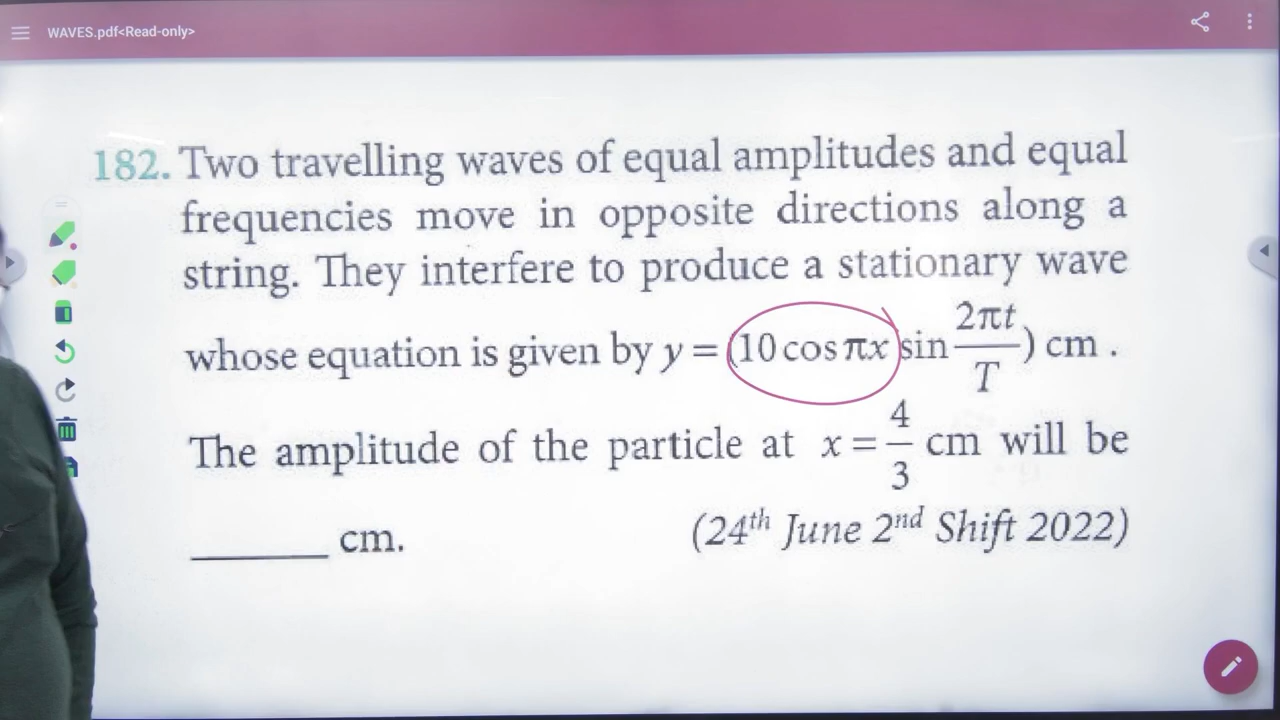 WAVES.pdf<Read-only>
182. Two travelling waves of equal amplitudes and equal
frequencies move in opposite directions along a
string. They interfere to produce a stationary wave
whose equation is given by y = (10 cos πx sin 2πt/T) cm .
The amplitude of the particle at x = 4/3 cm will be
_______ cm. (24th June 2nd Shift 2022)